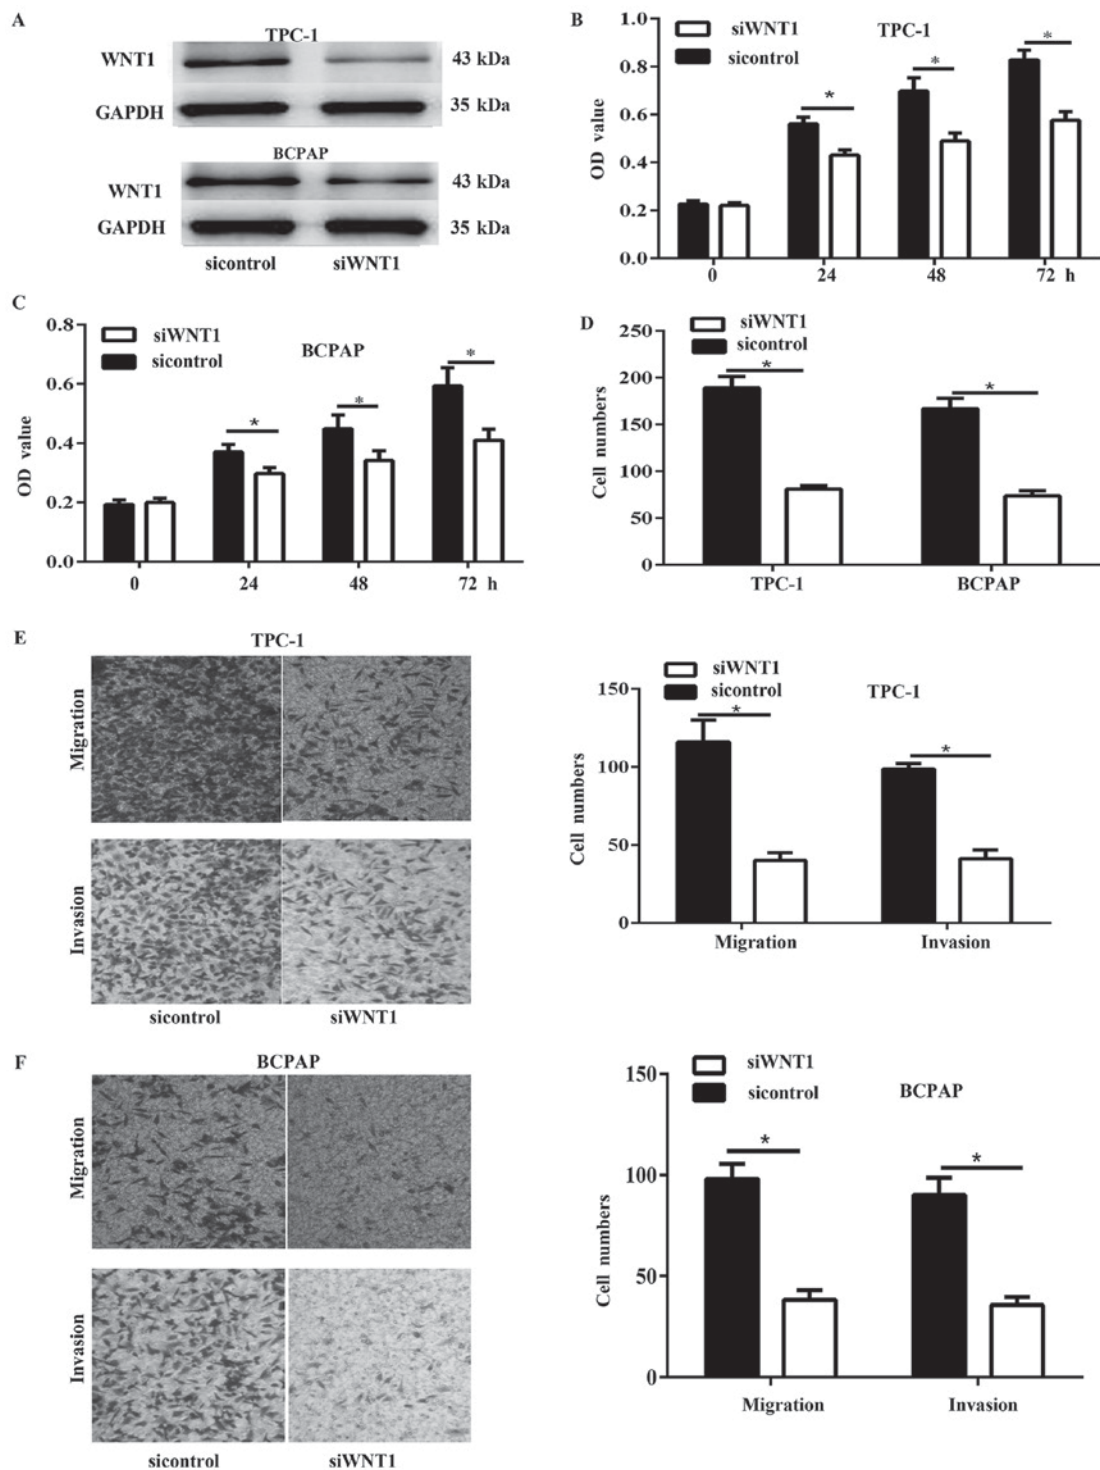 A
TPC-1
WNT1
43 kDa
GAPDH
35 kDa
BCPAP
WNT1
43 kDa
GAPDH
35 kDa
sicontrol siWNT1
B
siWNT1
sicontrol
TPC-1
OD value
1.0
0.8
0.6
0.4
0.2
0.0
* * *
0 24 48 72 h
C
siWNT1
sicontrol
BCPAP
OD value
0.8
0.6
0.4
0.2
0.0
* * *
0 24 48 72 h
D
siWNT1
sicontrol
Cell numbers
250
200
150
100
50
0
* *
TPC-1 BCPAP
E
TPC-1
Migration
Invasion
sicontrol siWNT1
siWNT1
sicontrol
TPC-1
Cell numbers
150
100
50
0
* *
Migration Invasion
F
BCPAP
Migration
Invasion
sicontrol siWNT1
siWNT1
sicontrol
BCPAP
Cell numbers
150
100
50
0
* *
Migration Invasion